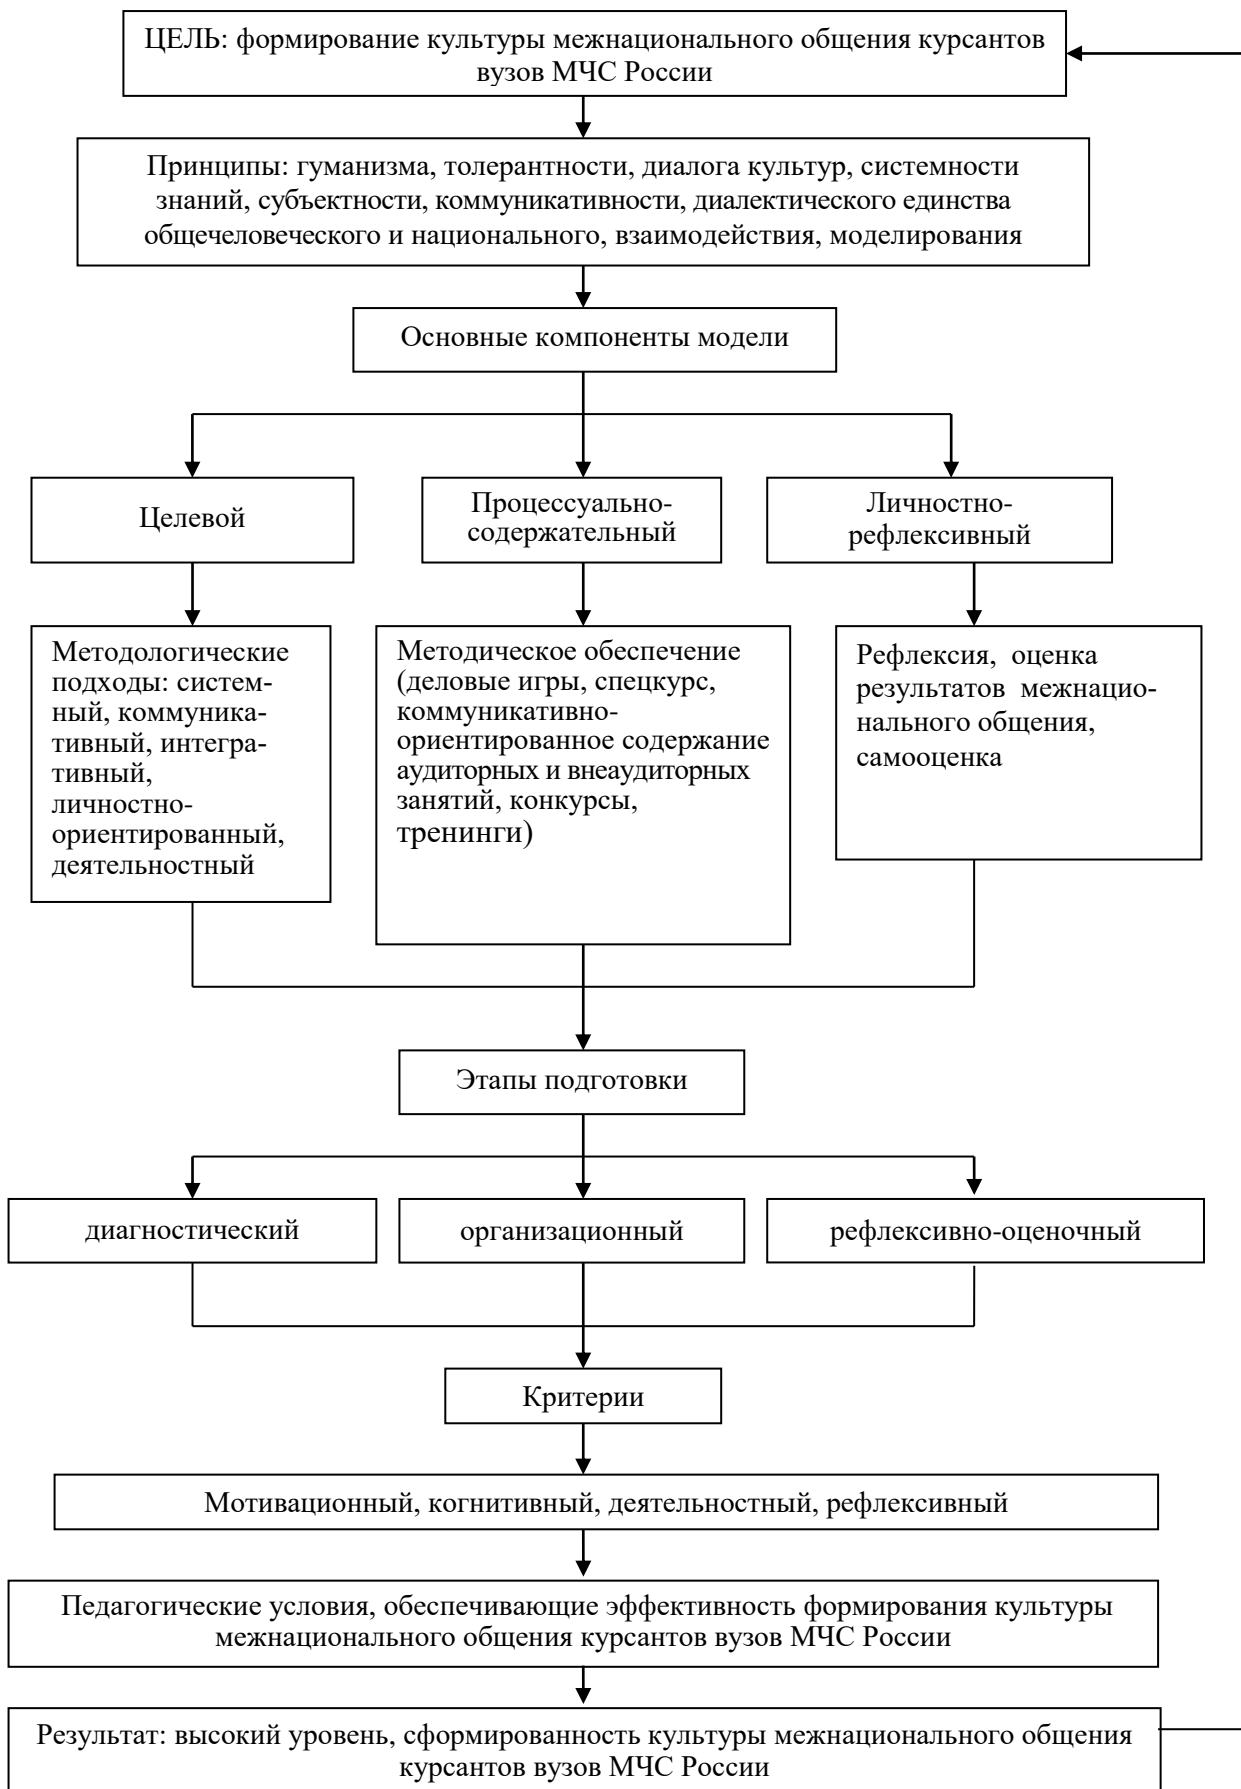 ЦЕЛЬ: формирование культуры межнационального общения курсантов
вузов МЧС России
Принципы: гуманизма, толерантности, диалога культур, системности
знаний, субъектности, коммуникативности, диалектического единства
общечеловеческого и национального, взаимодействия, моделирования
Основные компоненты модели
Целевой
Процессуально-
содержательный
Личностно-
рефлексивный
Методологические
подходы: систем-
ный, коммуника-
тивный, интегра-
тивный,
личностно-
ориентированный,
деятельностный
Методическое обеспечение
(деловые игры, спецкурс,
коммуникативно-
ориентированное содержание
аудиторных и внеаудиторных
занятий, конкурсы,
тренинги)
Рефлексия, оценка
результатов межнацио-
нального общения,
самооценка
Этапы подготовки
диагностический
организационный
рефлексивно-оценочный
Критерии
Мотивационный, когнитивный, деятельностный, рефлексивный
Педагогические условия, обеспечивающие эффективность формирования культуры
межнационального общения курсантов вузов МЧС России
Результат: высокий уровень, сформированность культуры межнационального общения
курсантов вузов МЧС России